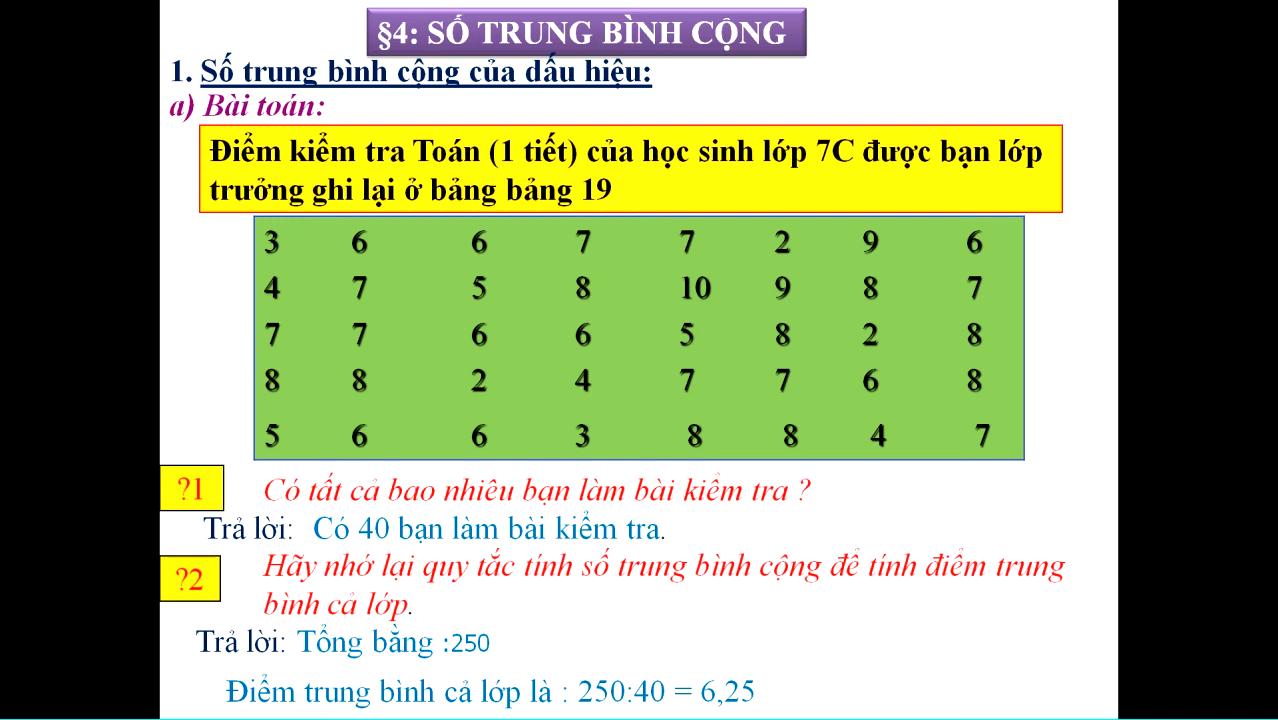 §4: SỐ TRUNG BÌNH CỘNG
1. Số trung bình cộng của dấu hiệu:
a) Bài toán:
Điểm kiểm tra Toán (1 tiết) của học sinh lớp 7C được bạn lớp
trưởng ghi lại ở bảng bảng 19
3 6 6 7 7 2 9 6
4 7 5 8 10 9 8 7
7 7 6 6 5 8 2 8
8 8 2 4 7 7 6 8
5 6 6 3 8 8 4 7
?1 Có tất cả bao nhiêu bạn làm bài kiểm tra ?
Trả lời: Có 40 bạn làm bài kiểm tra.
?2 Hãy nhớ lại quy tắc tính số trung bình cộng để tính điểm trung
bình cả lớp.
Trả lời: Tổng bằng :250
Điểm trung bình cả lớp là : 250:40 = 6,25